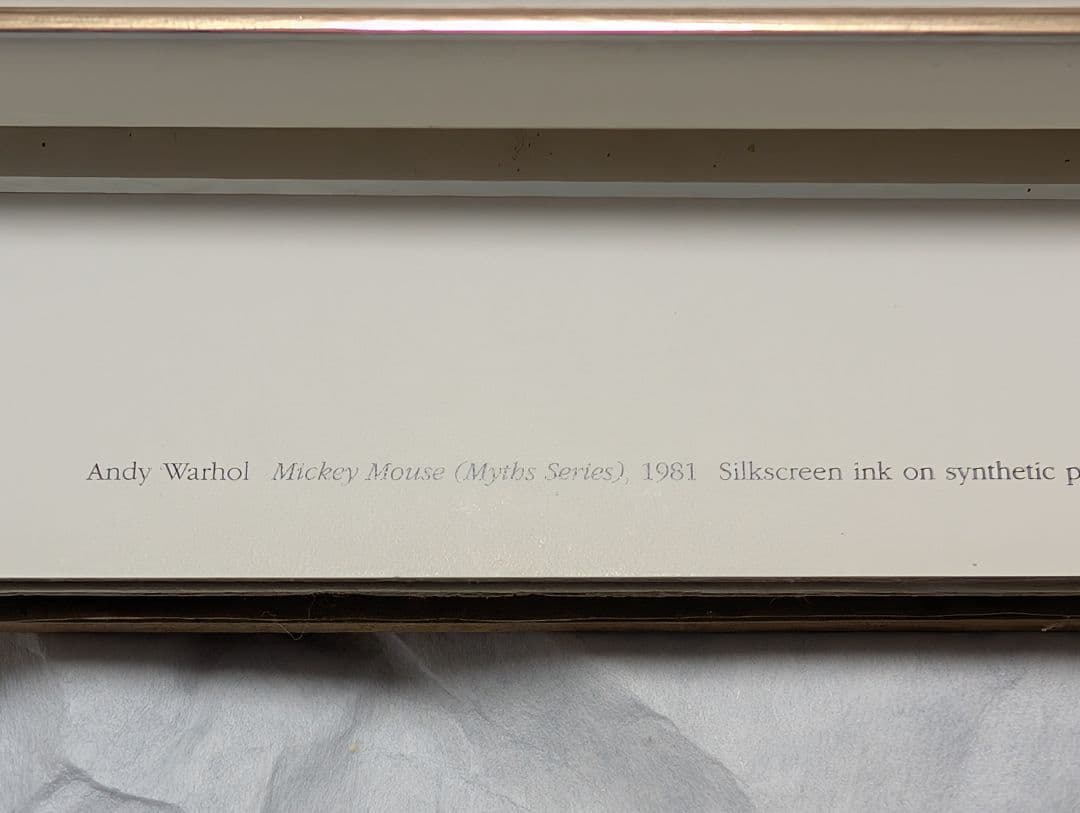 Andy Warhol Mickey Mouse (Myths Series), 1981 Silkscreen ink on synthetic p